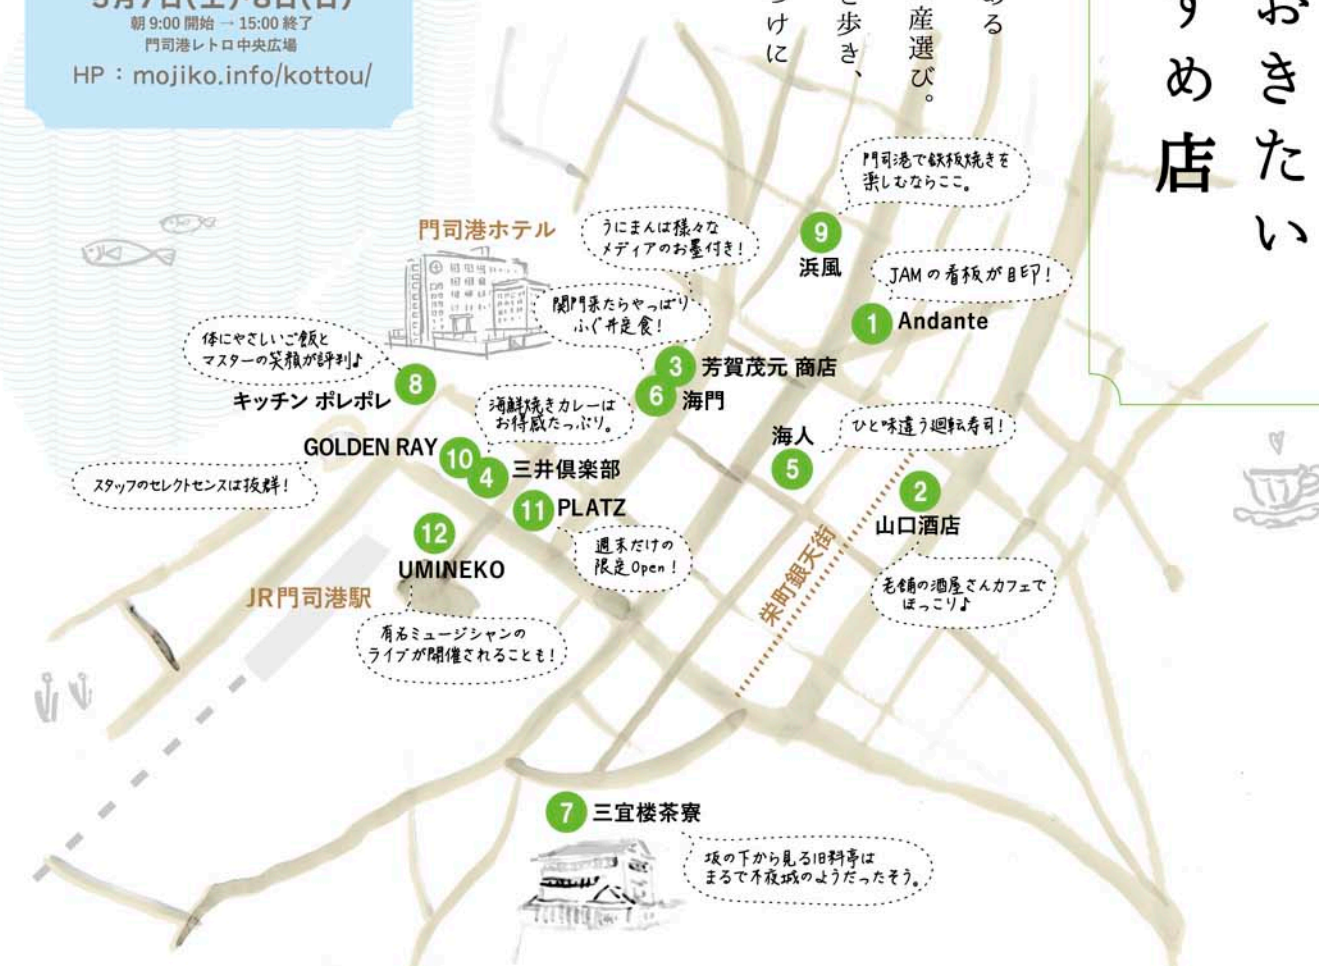 朝 9:00 開始 → 15:00 終了
門司港レトロ中央広場
HP：mojiko.info/kottou/
おきたい
すめ店
ある
産選び。
歩き、
つけに
門司港で鉄板焼きを
楽しむならここ。
9
浜風
門司港ホテル
うにまんは様々な
メディアのお墨付き！
JAMの看板が目印！
1 Andante
関門来たらやっぱり
ふぐ丼定食！
3 芳賀茂元 商店
6 海門
体にやさしいご飯と
マスターの笑顔が評判♪
8
キッチン ポレポレ
海鮮焼きカレーは
お得感たっぷり。
GOLDEN RAY 10
4 三井倶楽部
スタッフのセレクトセンスは抜群！
11 PLATZ
週末だけの
限定Open！
12
UMINEKO
JR門司港駅
有名ミュージシャンの
ライブが開催されることも！
海人
5
ひと味違う廻転寿司！
2
山口酒店
老舗の酒屋さんカフェで
ほっこり♪
栄町銀天街
7 三宜楼茶寮
坂の下から見る旧料亭は
まるで不夜城のようだったそう。